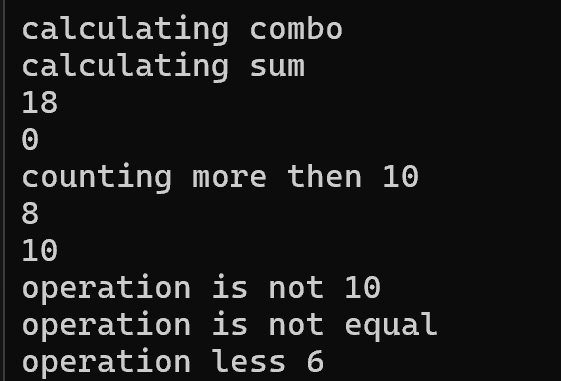 calculating combo
calculating sum
18
0
counting more then 10
8
10
operation is not 10
operation is not equal
operation less 6